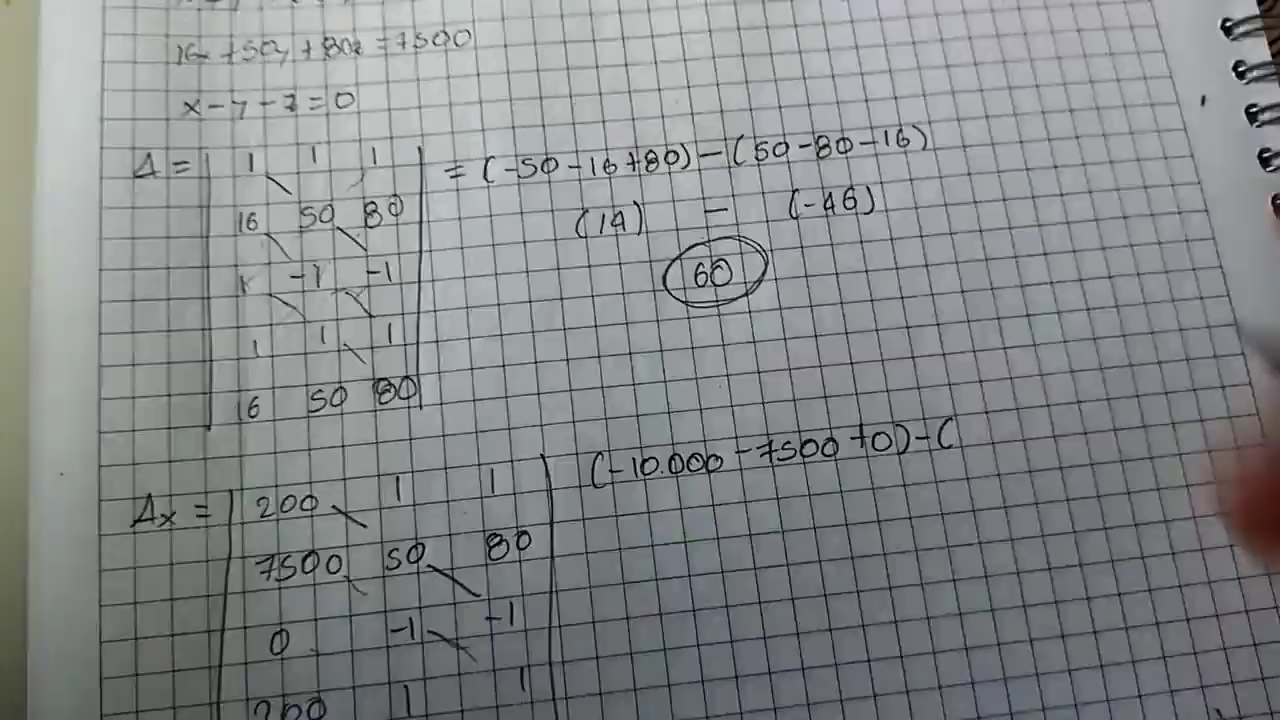 16x+50y+80z=7500
x-y-z=0
Δ= | 1 1 1 | = (-50-16+80)-(50-80-16)
16 50 80 (14) - (-46)
1 -1 -1 60
1 1 1
16 50 80
Δx = | 200 1 1 | (-10.000-7500+0)-(
7500 50 80
0 -1 -1
200 1 1